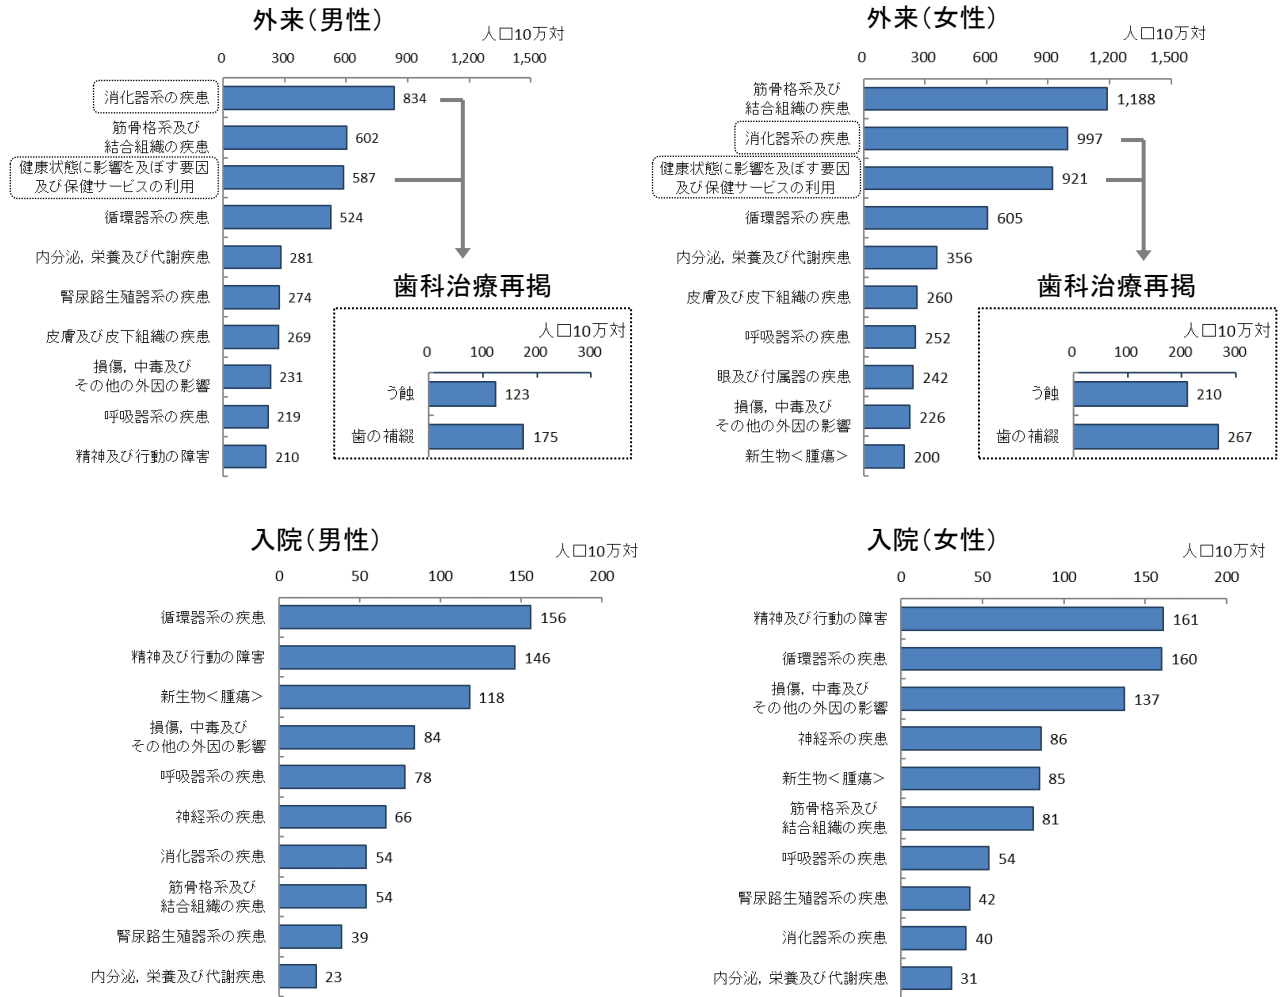 外来（男性）
人口10万対
0 300 600 900 1,200 1,500
消化器系の疾患 834
筋骨格系及び
結合組織の疾患 602
健康状態に影響を及ぼす要因
及び保健サービスの利用 587
循環器系の疾患 524
内分泌，栄養及び代謝疾患 281
腎尿路生殖器系の疾患 274
皮膚及び皮下組織の疾患 269
損傷，中毒及び
その他の外因の影響 231
呼吸器系の疾患 219
精神及び行動の障害 210
歯科治療再掲
人口10万対
0 100 200 300
う蝕 123
歯の補綴 175
外来（女性）
人口10万対
0 300 600 900 1,200 1,500
筋骨格系及び
結合組織の疾患 1,188
消化器系の疾患 997
健康状態に影響を及ぼす要因
及び保健サービスの利用 921
循環器系の疾患 605
内分泌，栄養及び代謝疾患 356
皮膚及び皮下組織の疾患 260
呼吸器系の疾患 252
眼及び付属器の疾患 242
損傷，中毒及び
その他の外因の影響 226
新生物＜腫瘍＞ 200
歯科治療再掲
人口10万対
0 100 200 300
う蝕 210
歯の補綴 267
入院（男性）
人口10万対
0 50 100 150 200
循環器系の疾患 156
精神及び行動の障害 146
新生物＜腫瘍＞ 118
損傷，中毒及び
その他の外因の影響 84
呼吸器系の疾患 78
神経系の疾患 66
消化器系の疾患 54
筋骨格系及び
結合組織の疾患 54
腎尿路生殖器系の疾患 39
内分泌，栄養及び代謝疾患 23
入院（女性）
人口10万対
0 50 100 150 200
精神及び行動の障害 161
循環器系の疾患 160
損傷，中毒及び
その他の外因の影響 137
神経系の疾患 86
新生物＜腫瘍＞ 85
筋骨格系及び
結合組織の疾患 81
呼吸器系の疾患 54
腎尿路生殖器系の疾患 42
消化器系の疾患 40
内分泌，栄養及び代謝疾患 31